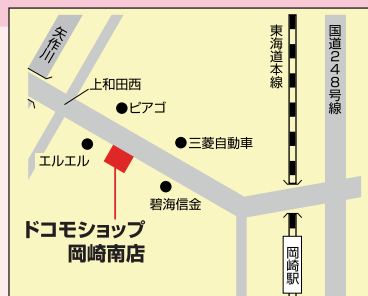 矢作川
上和田西
ピアゴ
東海道本線
国道248号線
エルエル
三菱自動車
碧海信金
ドコモショップ
岡崎南店
岡崎駅